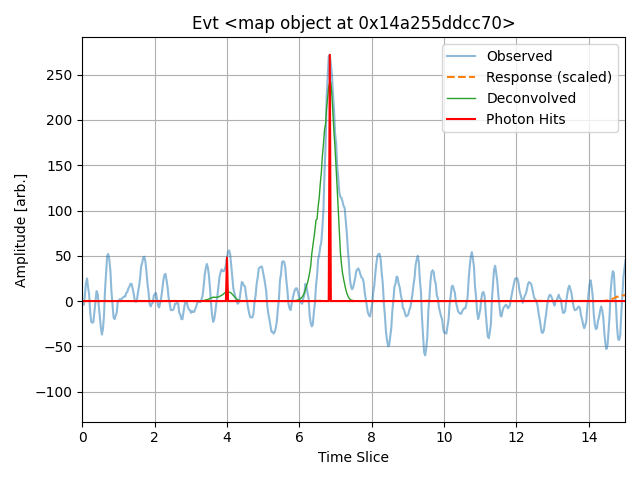 Evt <map object at 0x14a255ddcc70>
Observed
Response (scaled)
Deconvolved
Photon Hits
Amplitude [arb.]
250
200
150
100
50
0
−50
−100
0 2 4 6 8 10 12 14
Time Slice